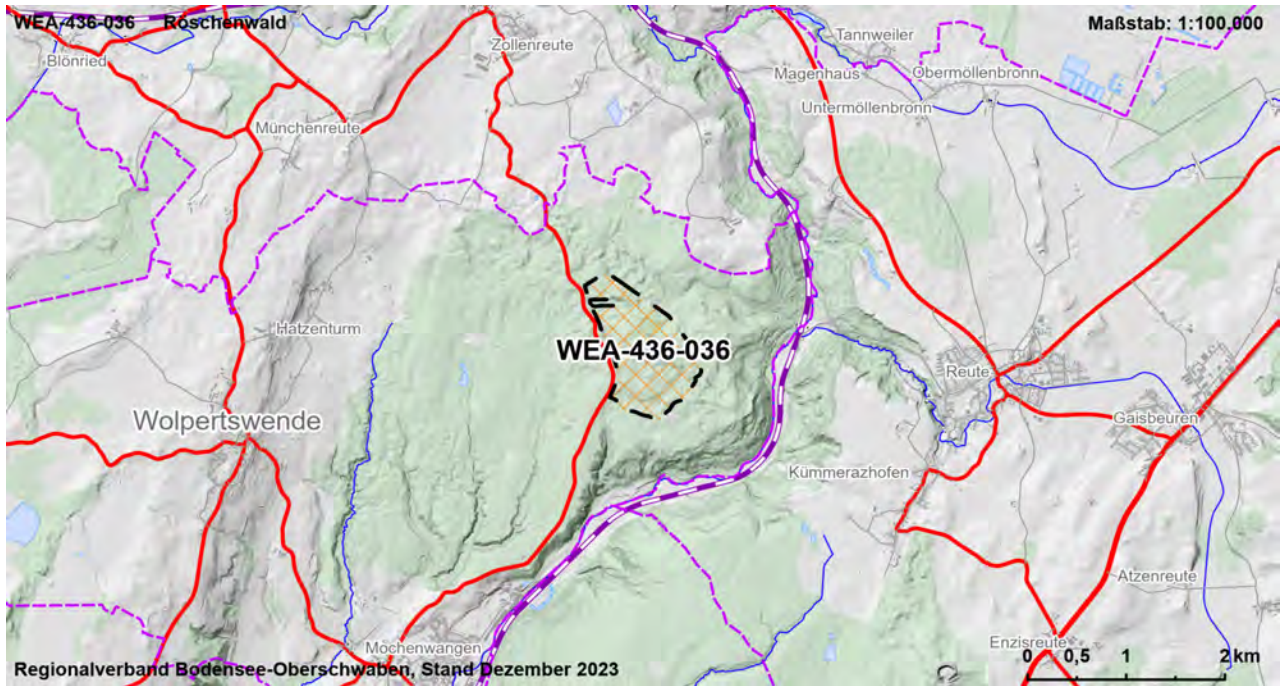 WEA-436-036 Röschenwald
Maßstab: 1:100.000
Blönried
Zollenreute
Tannweiler
Magenhaus
Obermöllenbronn
Untermöllenbronn
Münchenreute
Hatzenturm
WEA-436-036
Reute
Wolpertswende
Gaisbeuren
Kümmerazhofen
Atzenreute
Mochenwangen
Enzisreute
Regionalverband Bodensee-Oberschwaben, Stand Dezember 2023
0 0,5 1 2 km